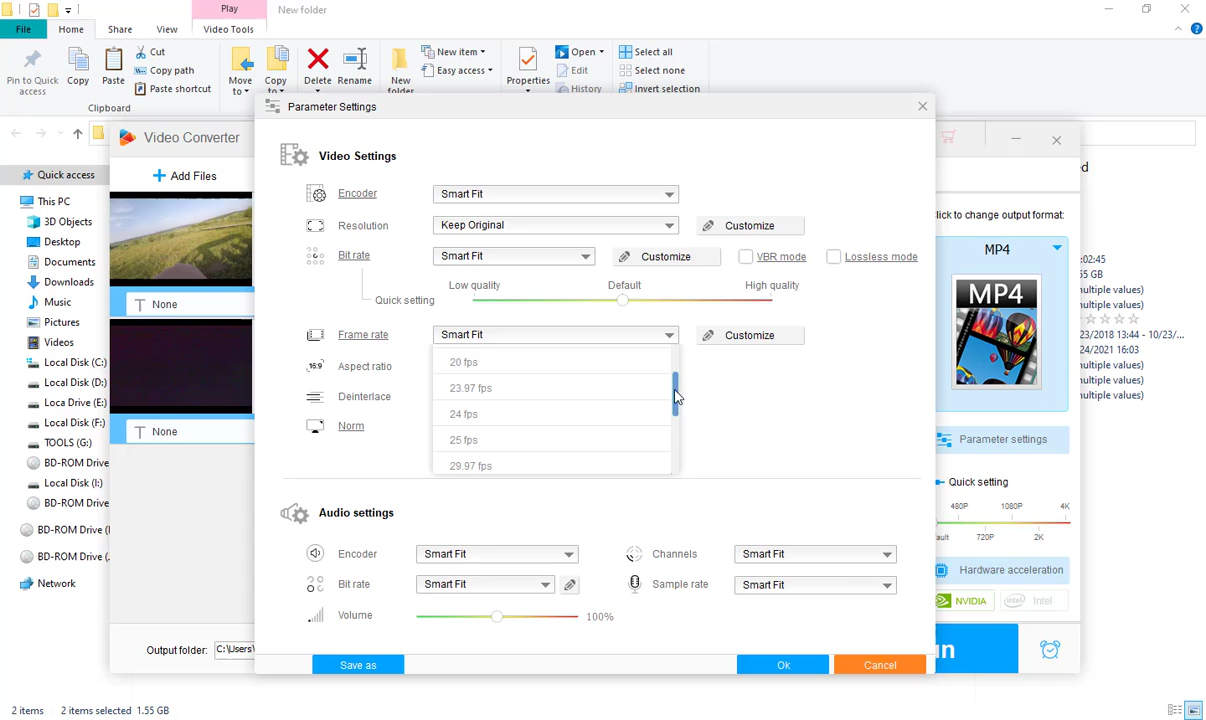 Play
New folder
File
Home
Share
View
Video Tools
Pin to Quick access
Copy
Paste
Cut
Copy path
Paste shortcut
Clipboard
Move to
Copy to
Delete
Rename
New folder
New item
Easy access
Properties
Open
Edit
History
Select all
Select none
Invert selection
Quick access
This PC
3D Objects
Desktop
Documents
Downloads
Music
Pictures
Videos
Local Disk (C:)
Local Disk (D:)
Loca Drive (E:)
Local Disk (F:)
TOOLS (G:)
BD-ROM Drive
Local Disk (I:)
BD-ROM Drive
BD-ROM Drive (
BD-ROM Drive (
Network
Video Converter
Add Files
None
None
Output folder: C:\Users\
Parameter Settings
Video Settings
Encoder Smart Fit
Resolution Keep Original Customize
Bit rate Smart Fit Customize VBR mode Lossless mode
Low quality Default High quality
Quick setting
Frame rate Smart Fit Customize
20 fps
23.97 fps
24 fps
25 fps
29.97 fps
Aspect ratio
16:9
Deinterlace
Norm
Audio settings
Encoder Smart Fit Channels Smart Fit
Bit rate Smart Fit Sample rate Smart Fit
Volume 100%
Save as Ok Cancel
lick to change output format:
MP4
MP4
Parameter settings
Quick setting
480P 1080P 4K
ault 720P 2K
Hardware acceleration
NVIDIA
intel Intel
un
ed
:02:45
55 GB
ultiple values)
ultiple values)
23/2018 13:44 - 10/23/...
24/2021 16:03
ultiple values)
ultiple values)
2 items 2 items selected 1.55 GB